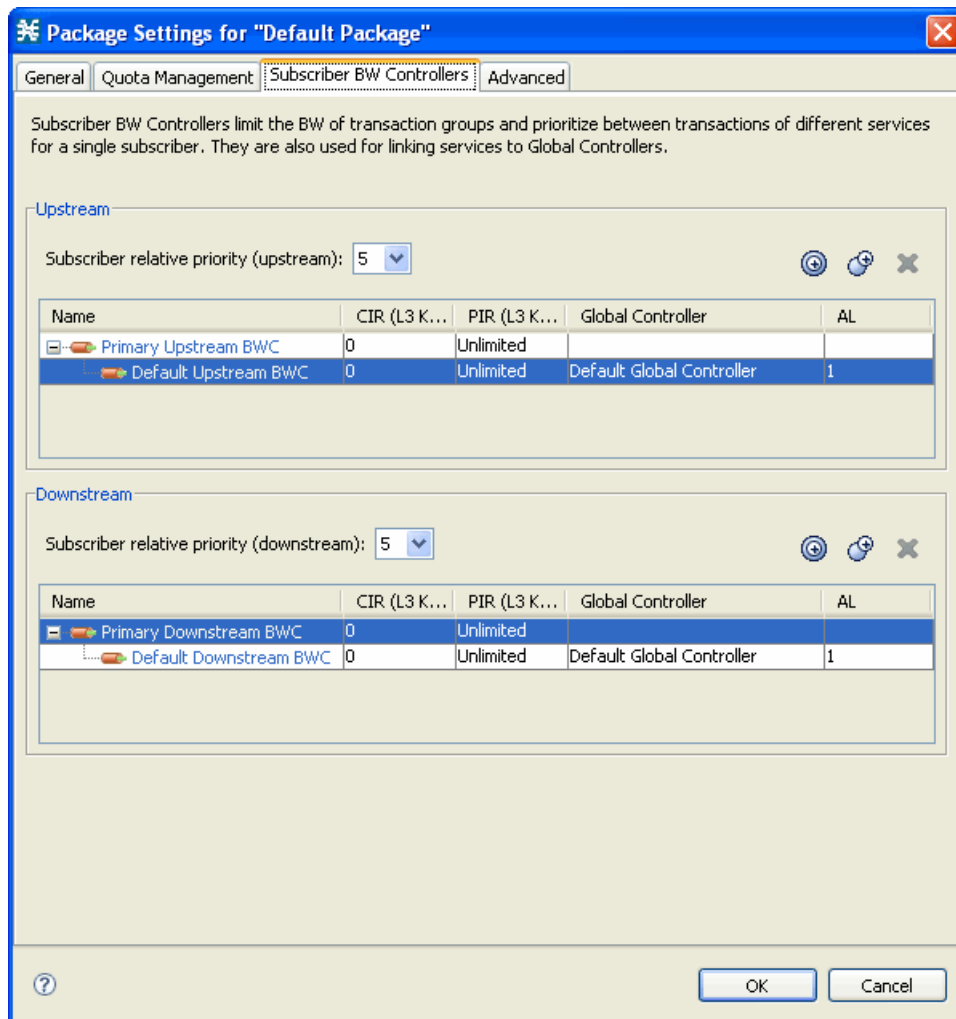 Package Settings for "Default Package"
General Quota Management Subscriber BW Controllers Advanced
Subscriber BW Controllers limit the BW of transaction groups and prioritize between transactions of different services
for a single subscriber. They are also used for linking services to Global Controllers.
Upstream
Subscriber relative priority (upstream): 5
Name CIR (L3 K... PIR (L3 K... Global Controller AL
Primary Upstream BWC 0 Unlimited
Default Upstream BWC 0 Unlimited Default Global Controller 1
Downstream
Subscriber relative priority (downstream): 5
Name CIR (L3 K... PIR (L3 K... Global Controller AL
Primary Downstream BWC 0 Unlimited
Default Downstream BWC 0 Unlimited Default Global Controller 1
? OK Cancel